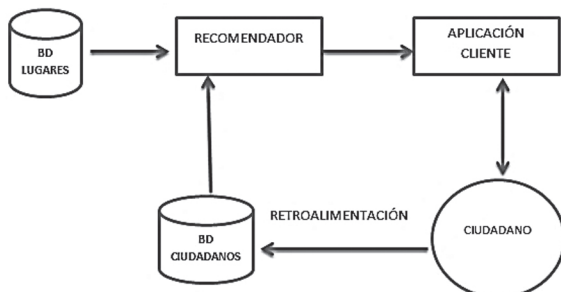 BD
LUGARES
RECOMENDADOR
APLICACIÓN
CLIENTE
RETROALIMENTACIÓN
CIUDADANO
BD
CIUDADANOS